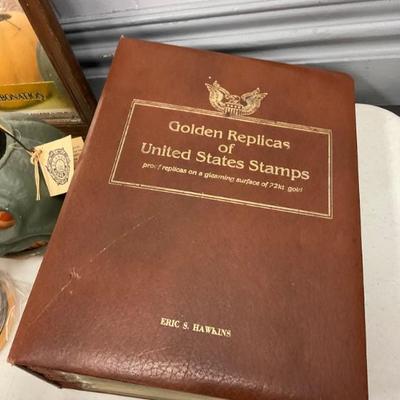 Golden Replicas
of
United States Stamps
proof replicas on a gleaming surface of 22kt. gold
ERIC S. HAWKINS